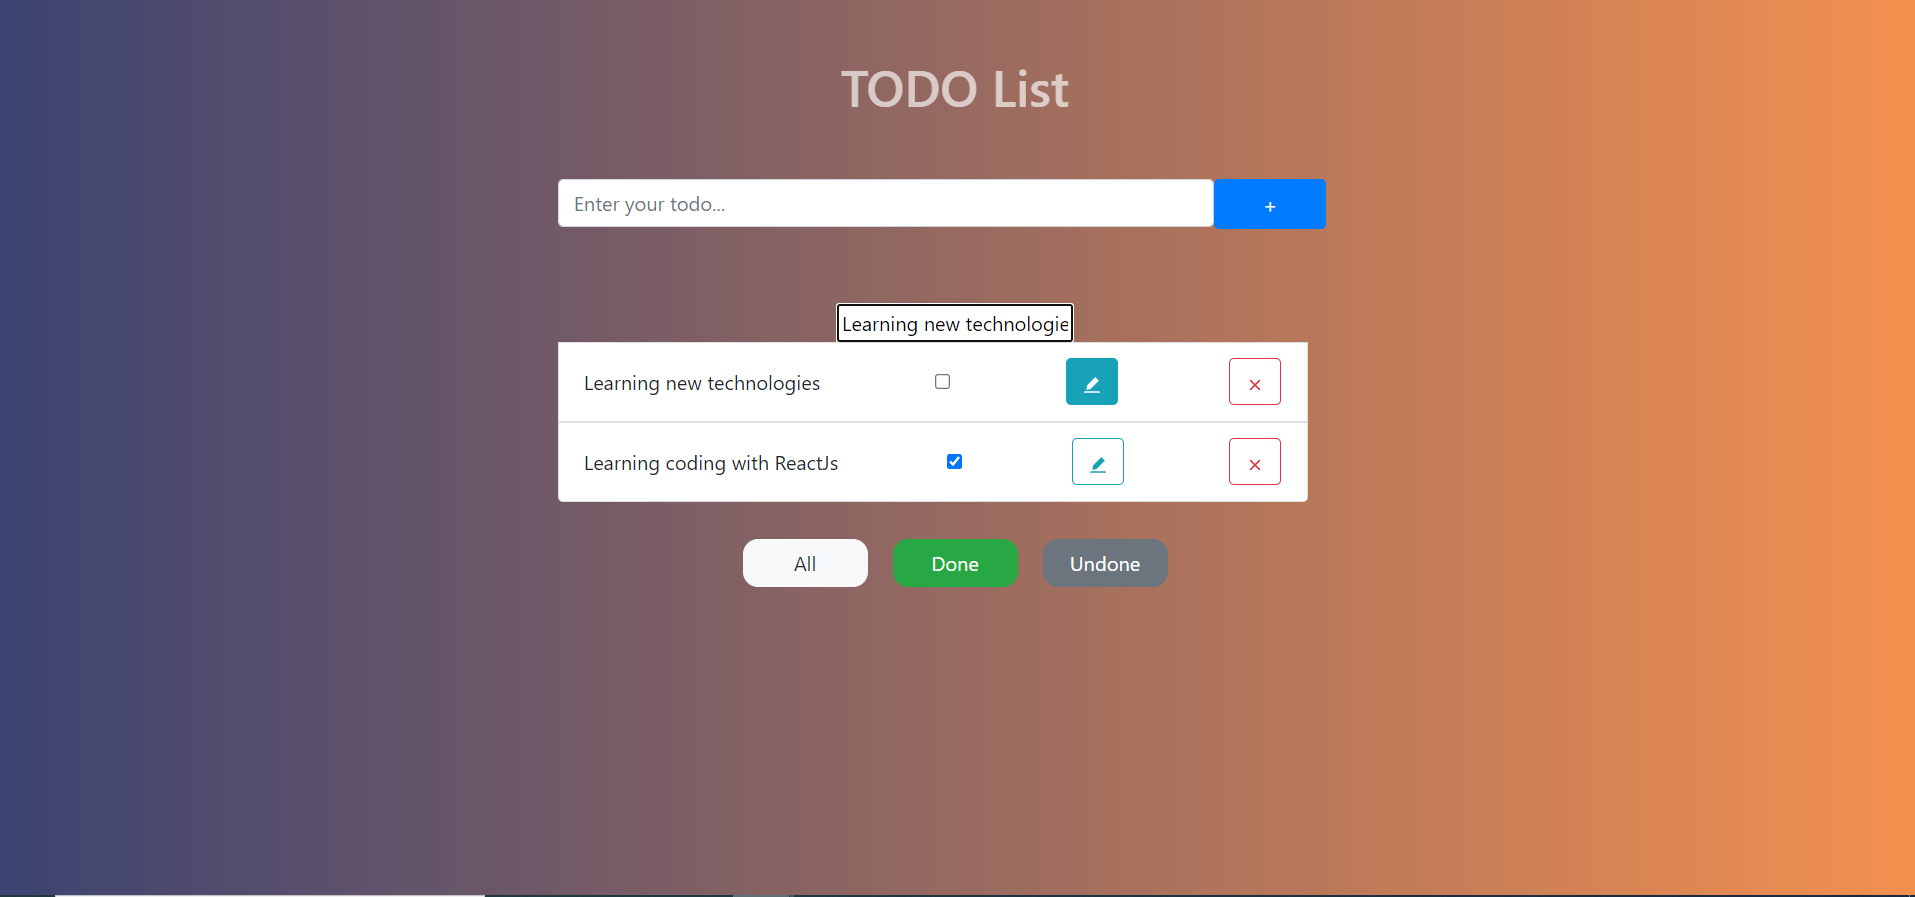 TODO List
Enter your todo...
+
Learning new technologie
Learning new technologies
Learning coding with ReactJs
All Done Undone